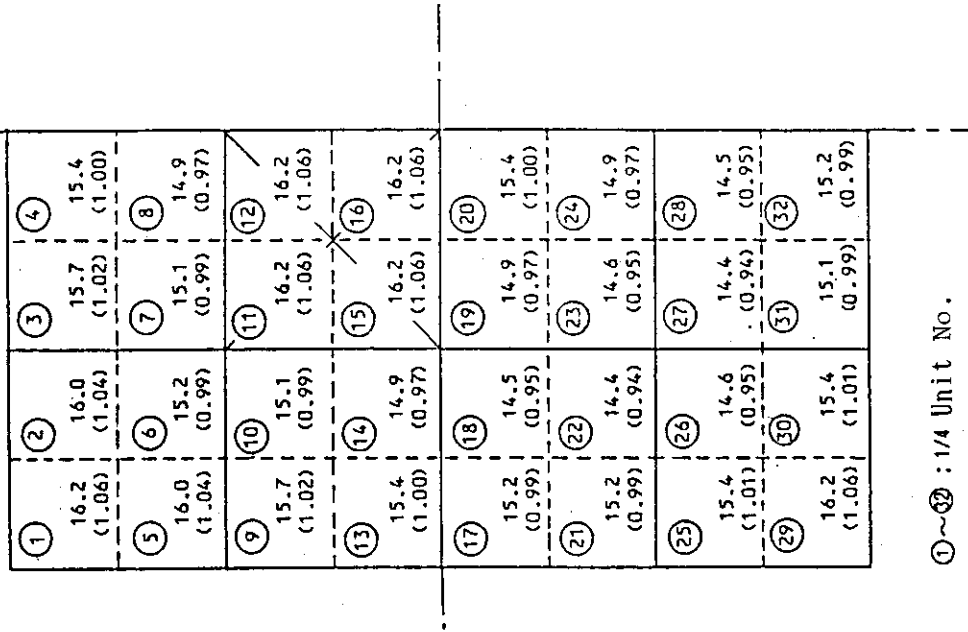 ① ② ③ ④
16.2 16.0 15.7 15.4
(1.06) (1.04) (1.02) (1.00)
⑤ ⑥ ⑦ ⑧
16.0 15.2 15.1 14.9
(1.04) (0.99) (0.99) (0.97)
⑨ ⑩ ⑪ ⑫
15.7 15.1 16.2 16.2
(1.02) (0.99) (1.06) (1.06)
⑬ ⑭ ⑮ ⑯
15.4 14.9 16.2 16.2
(1.00) (0.97) (1.06) (1.06)
⑰ ⑱ ⑲ ⑳
15.2 14.5 14.9 15.4
(0.99) (0.95) (0.97) (1.00)
㉑ ㉒ ㉓ ㉔
15.2 14.4 14.6 14.9
(0.99) (0.94) (0.95) (0.97)
㉕ ㉖ ㉗ ㉘
15.4 14.6 14.4 14.5
(1.01) (0.95) (0.94) (0.95)
㉙ ㉚ ㉛ ㉜
16.2 15.4 15.1 15.2
(1.06) (1.01) (0.99) (0.99)
①~㉜ : 1/4 Unit No.